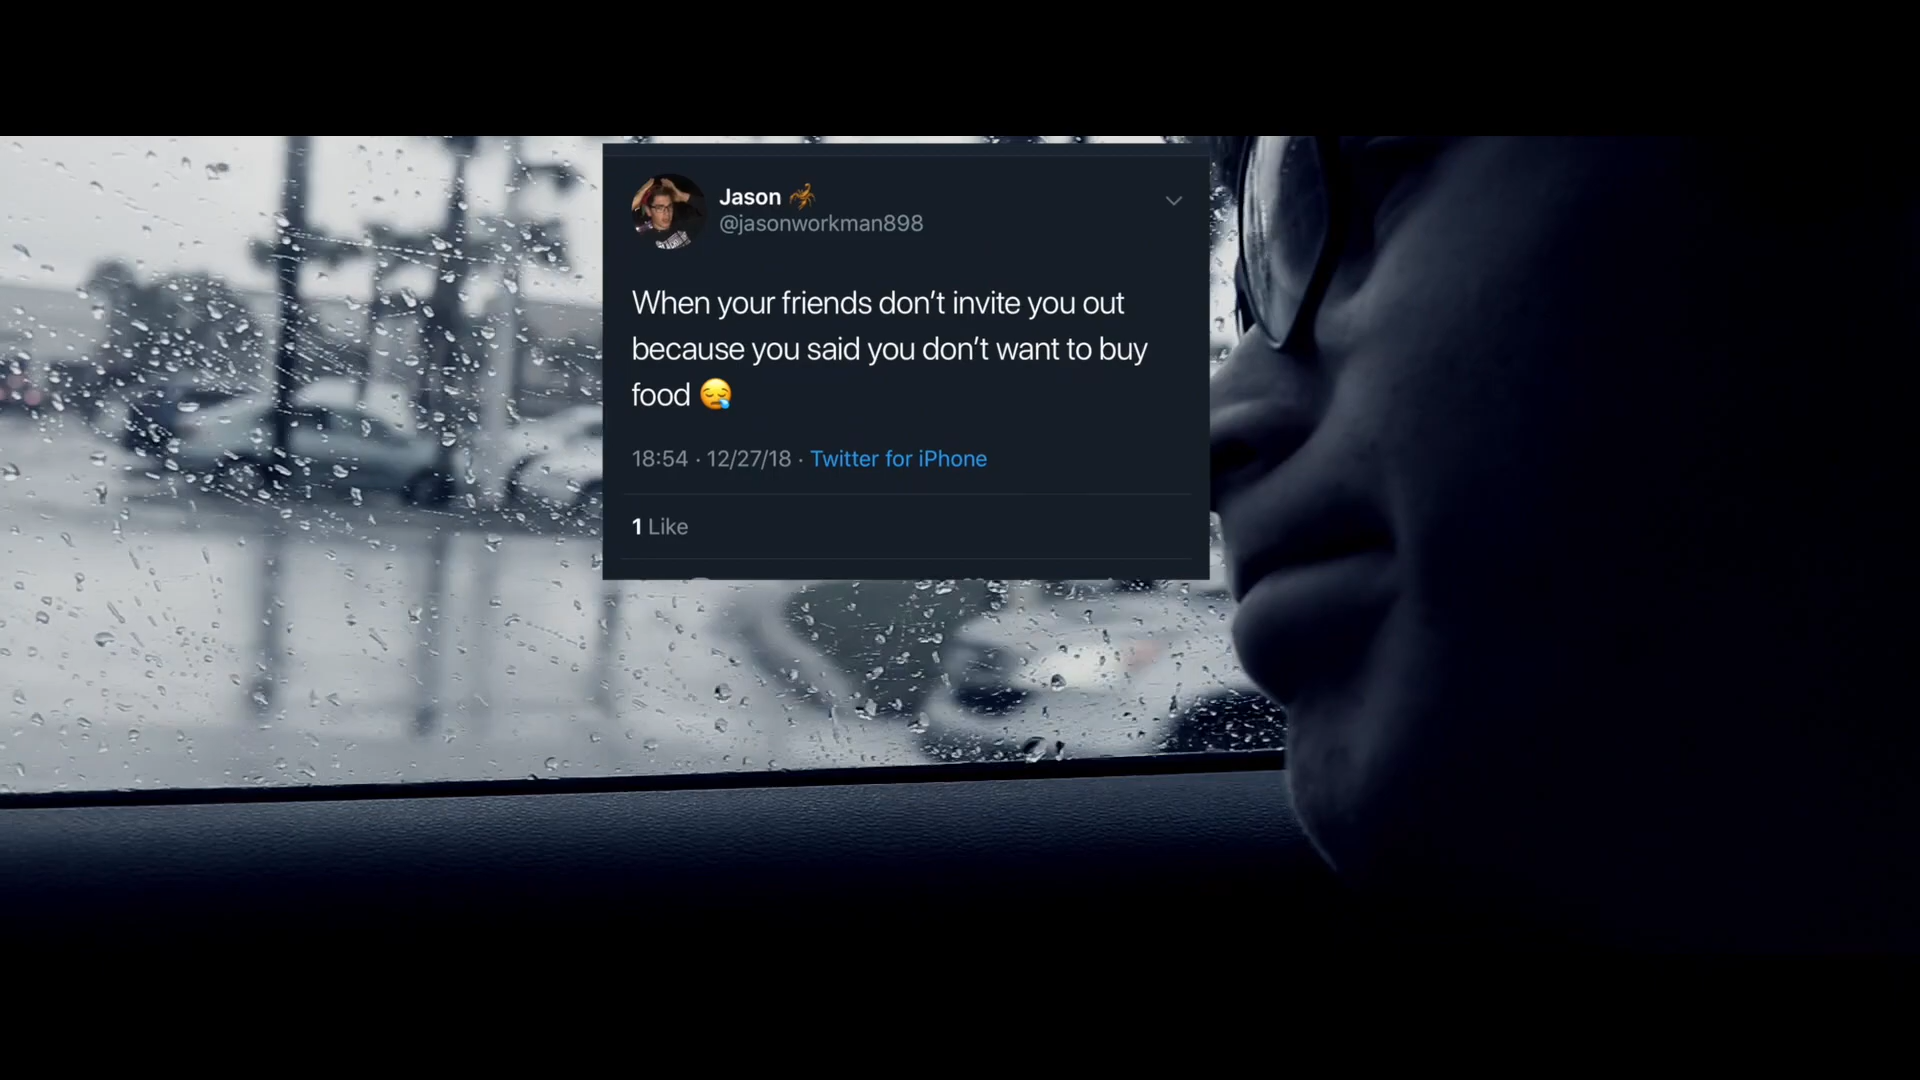 Jason 🦂
@jasonworkman898
When your friends don’t invite you out
because you said you don’t want to buy
food 😪
18:54 · 12/27/18 · Twitter for iPhone
1 Like